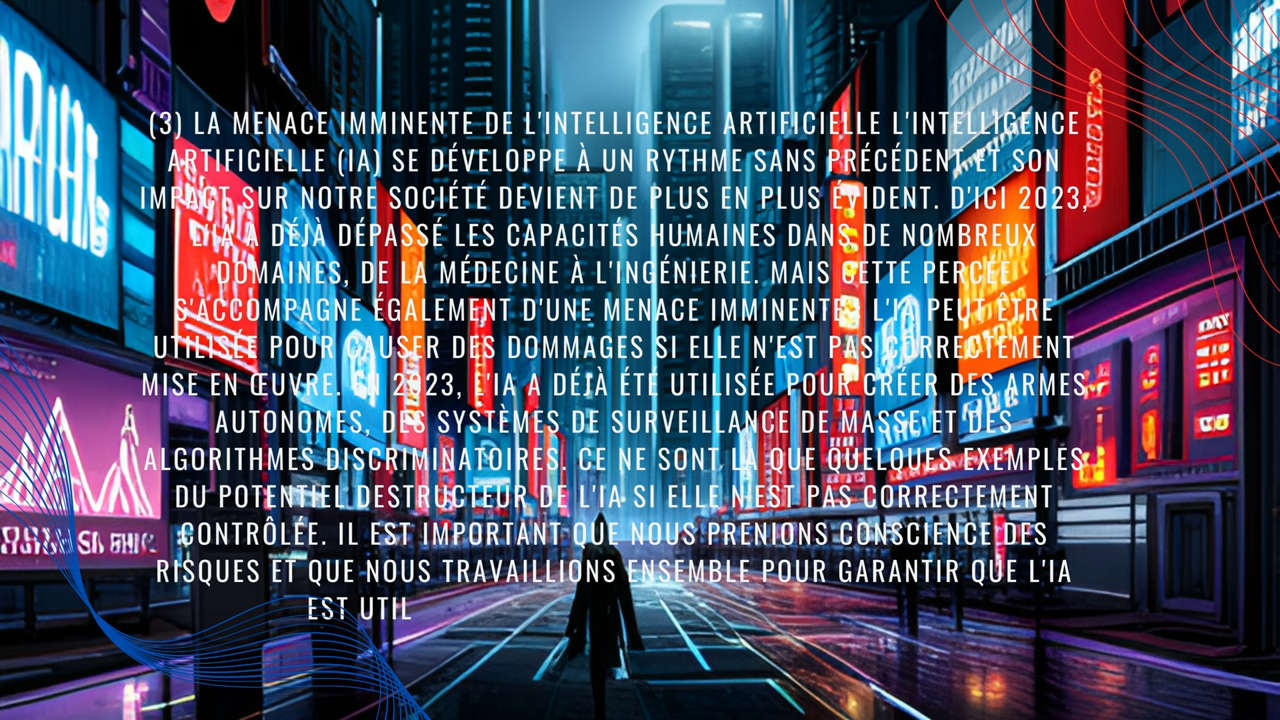 (3) LA MENACE IMMINENTE DE L'INTELLIGENCE ARTIFICIELLE L'INTELLIGENCE
ARTIFICIELLE (IA) SE DÉVELOPPE À UN RYTHME SANS PRÉCÉDENT, ET SON
IMPACT SUR NOTRE SOCIÉTÉ DEVIENT DE PLUS EN PLUS ÉVIDENT. D'ICI 2023,
L'IA A DÉJÀ DÉPASSÉ LES CAPACITÉS HUMAINES DANS DE NOMBREUX
DOMAINES, DE LA MÉDECINE À L'INGÉNIERIE. MAIS CETTE PERCÉE
S'ACCOMPAGNE ÉGALEMENT D'UNE MENACE IMMINENTE : L'IA PEUT ÊTRE
UTILISÉE POUR CAUSER DES DOMMAGES SI ELLE N'EST PAS CORRECTEMENT
MISE EN ŒUVRE. EN 2023, L'IA A DÉJÀ ÉTÉ UTILISÉE POUR CRÉER DES ARMES
AUTONOMES, DES SYSTÈMES DE SURVEILLANCE DE MASSE ET DES
ALGORITHMES DISCRIMINATOIRES. CE NE SONT LÀ QUE QUELQUES EXEMPLES
DU POTENTIEL DESTRUCTEUR DE L'IA SI ELLE N'EST PAS CORRECTEMENT
CONTRÔLÉE. IL EST IMPORTANT QUE NOUS PRENIONS CONSCIENCE DES
RISQUES ET QUE NOUS TRAVAILLIONS ENSEMBLE POUR GARANTIR QUE L'IA
EST UTIL